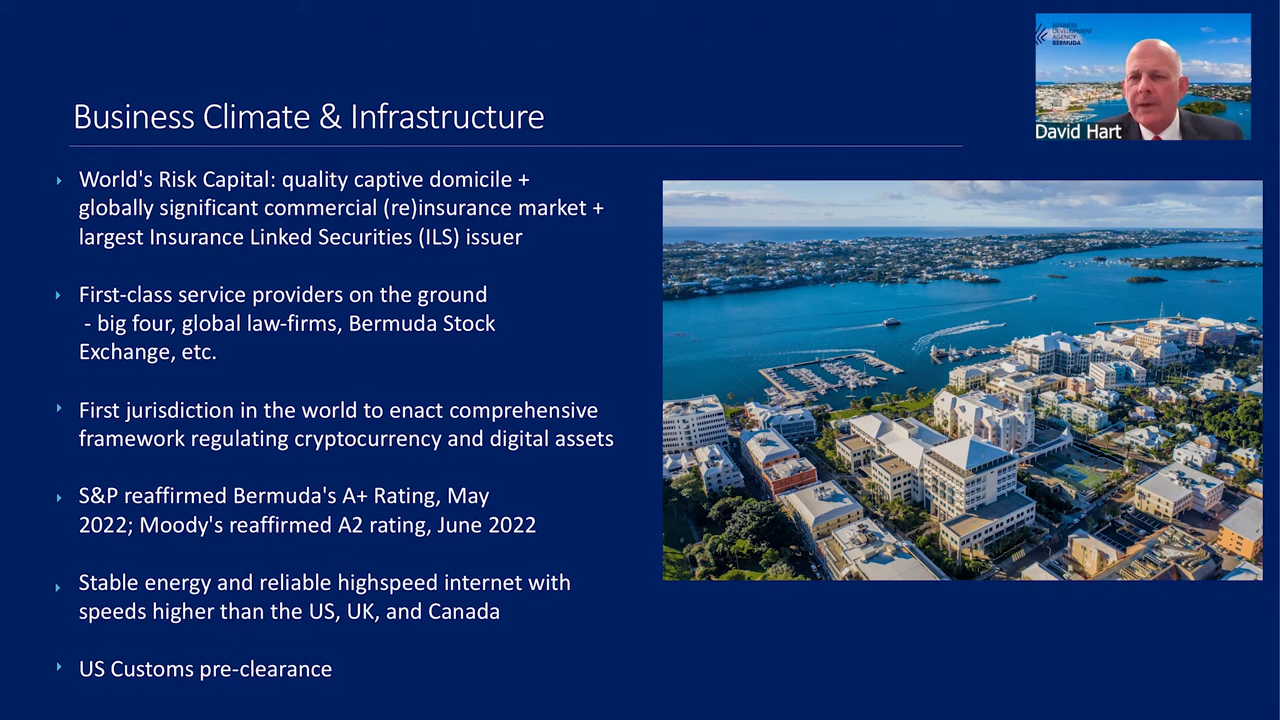 BUSINESS
DEVELOPMENT
AGENCY
BERMUDA
David Hart
Business Climate & Infrastructure
World's Risk Capital: quality captive domicile +
globally significant commercial (re)insurance market +
largest Insurance Linked Securities (ILS) issuer
First-class service providers on the ground
- big four, global law-firms, Bermuda Stock
Exchange, etc.
First jurisdiction in the world to enact comprehensive
framework regulating cryptocurrency and digital assets
S&P reaffirmed Bermuda's A+ Rating, May
2022; Moody's reaffirmed A2 rating, June 2022
Stable energy and reliable highspeed internet with
speeds higher than the US, UK, and Canada
US Customs pre-clearance